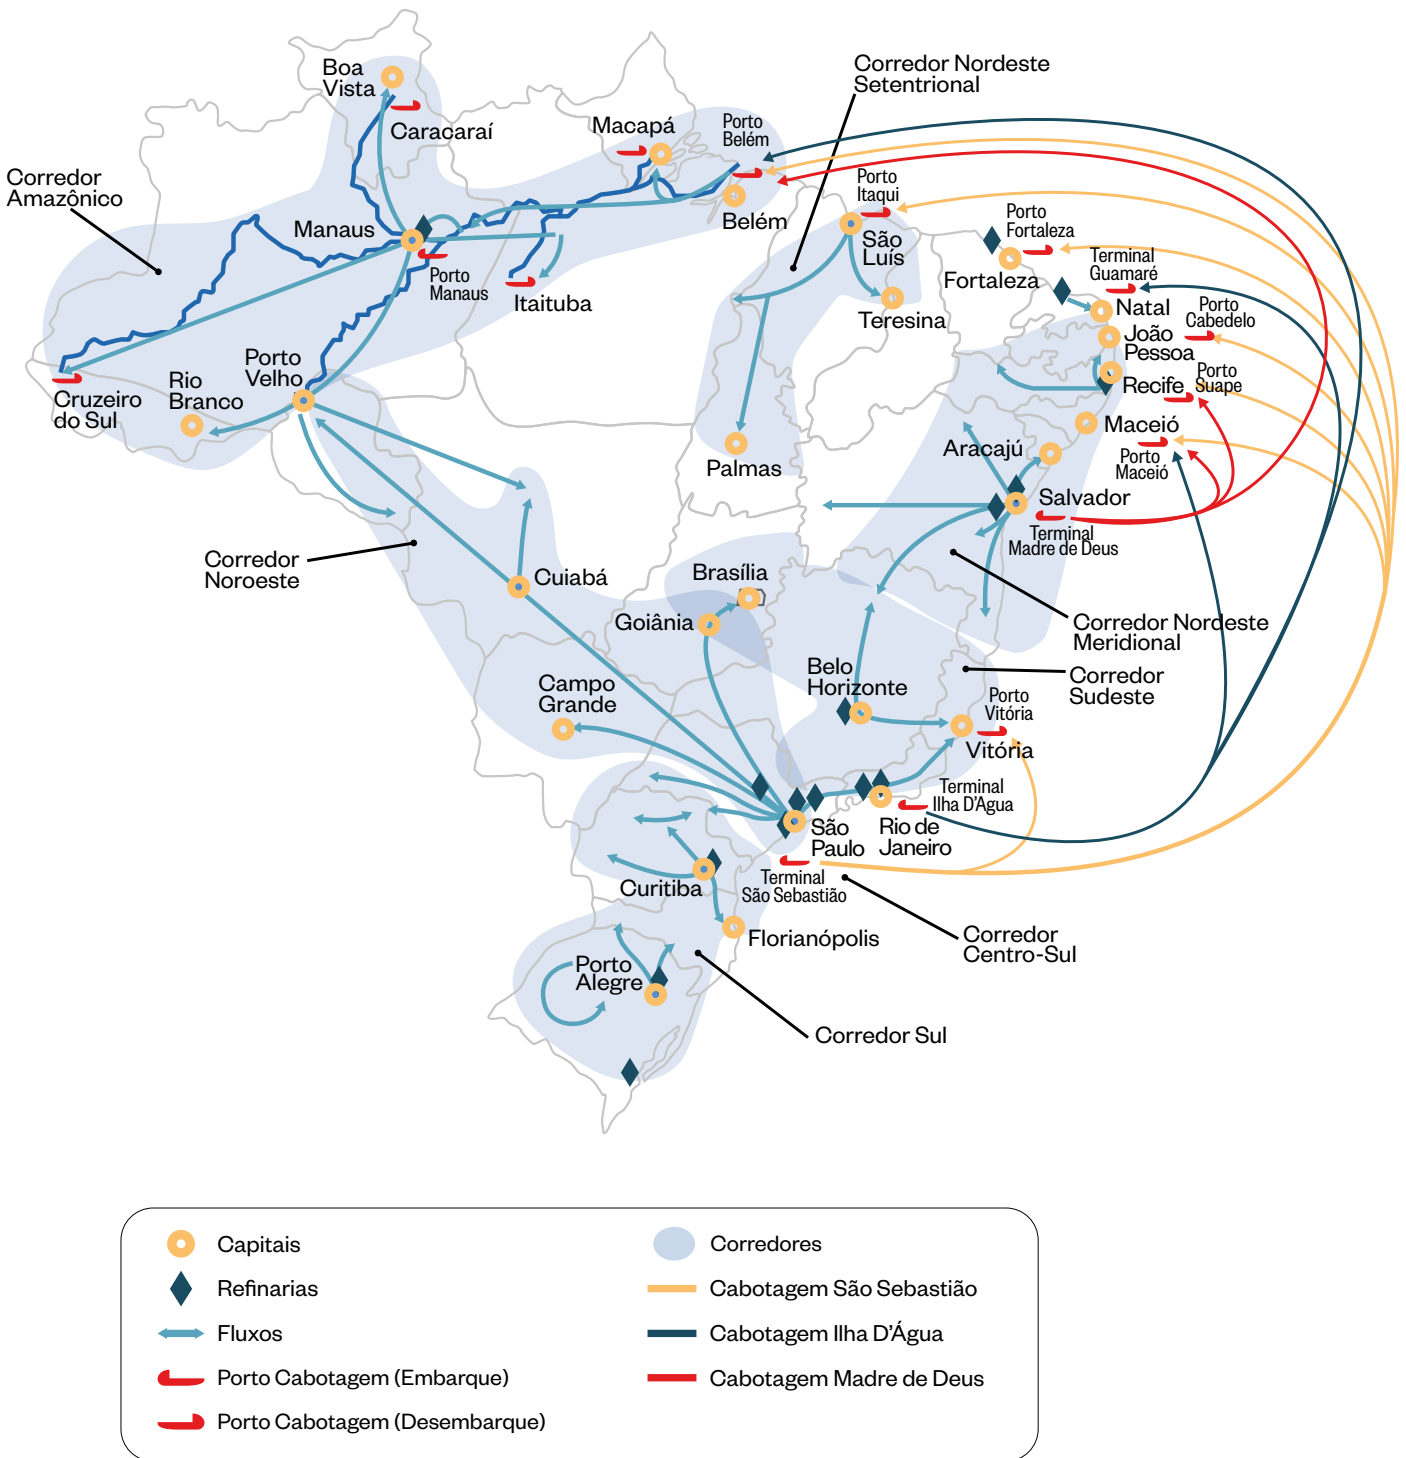 Boa
Vista
Caracaraí
Macapá
Porto
Belém
Corredor Nordeste
Setentrional
Corredor
Amazônico
Manaus
Porto
Manaus
Itaituba
Belém
Porto
Itaqui
São
Luís
Teresina
Porto
Fortaleza
Fortaleza
Terminal
Guamaré
Natal
Porto
Cabedelo
João
Pessoa
Recife
Porto
Suape
Maceió
Porto
Maceió
Aracajú
Salvador
Terminal
Madre de Deus
Porto
Velho
Rio
Branco
Cruzeiro
do Sul
Palmas
Corredor
Noroeste
Cuiabá
Brasília
Goiânia
Corredor Nordeste
Meridional
Corredor
Sudeste
Belo
Horizonte
Porto
Vitória
Vitória
Campo
Grande
Terminal
Ilha D'Agua
Rio de
Janeiro
São
Paulo
Terminal
São Sebastião
Curitiba
Florianópolis
Corredor
Centro-Sul
Porto
Alegre
Corredor Sul
Capitais
Refinarias
Fluxos
Porto Cabotagem (Embarque)
Porto Cabotagem (Desembarque)
Corredores
Cabotagem São Sebastião
Cabotagem Ilha D'Água
Cabotagem Madre de Deus